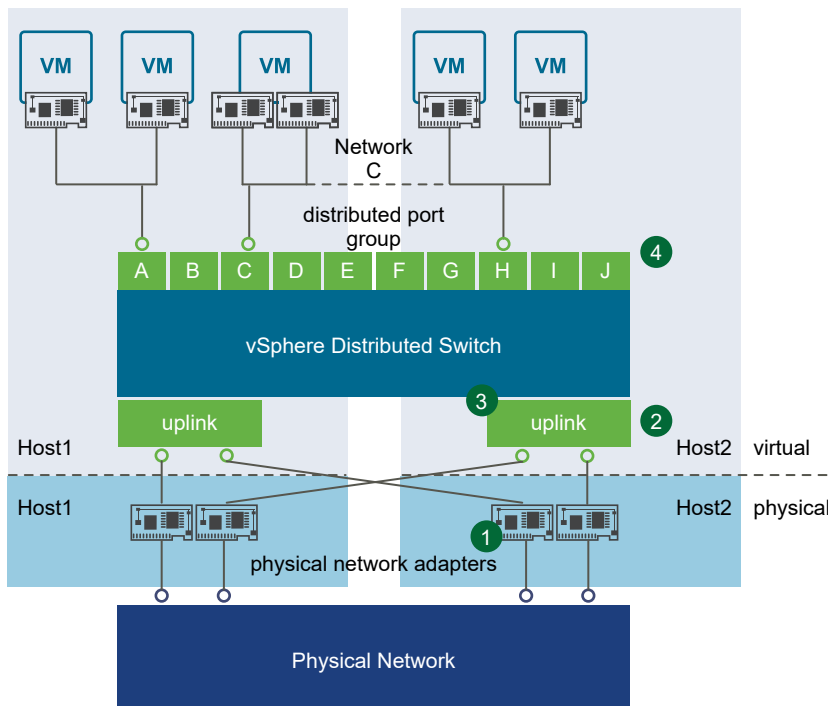 VM
VM
VM
VM
VM
Network
C
distributed port
group
A B C D E F G H I J
4
vSphere Distributed Switch
3
uplink
uplink
2
Host1
Host2
virtual
Host1
Host2
physical
1
physical network adapters
Physical Network